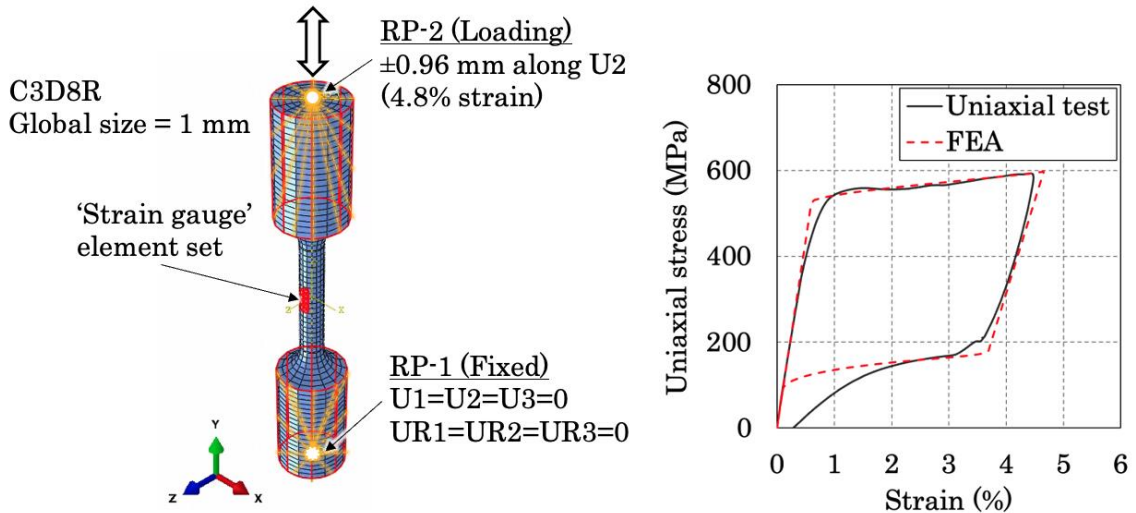 RP-2 (Loading)
±0.96 mm along U2
(4.8% strain)
C3D8R
Global size = 1 mm
‘Strain gauge’
element set
RP-1 (Fixed)
U1=U2=U3=0
UR1=UR2=UR3=0
Y
Z
X
z
x
Uniaxial stress (MPa)
800
600
400
200
0
Uniaxial test
FEA
0 1 2 3 4 5 6
Strain (%)